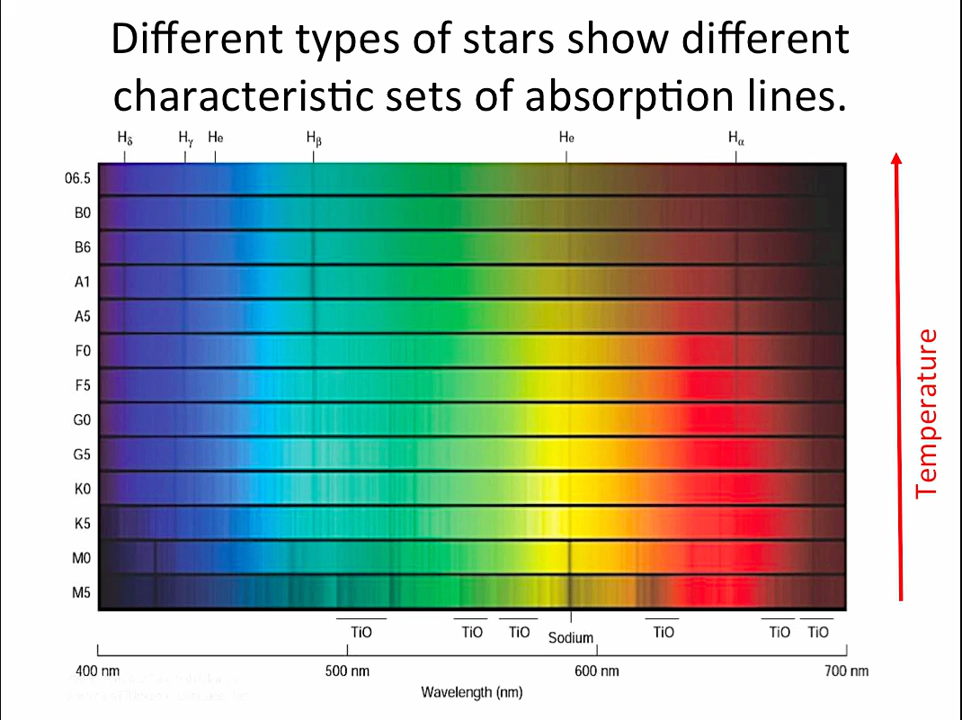 Different types of stars show different
characteristic sets of absorption lines.
Hδ Hγ He Hβ He Hα
06.5
B0
B6
A1
A5
F0
F5
G0
G5
K0
K5
M0
M5
Temperature
TiO TiO TiO Sodium TiO TiO TiO
400 nm 500 nm 600 nm 700 nm
Wavelength (nm)